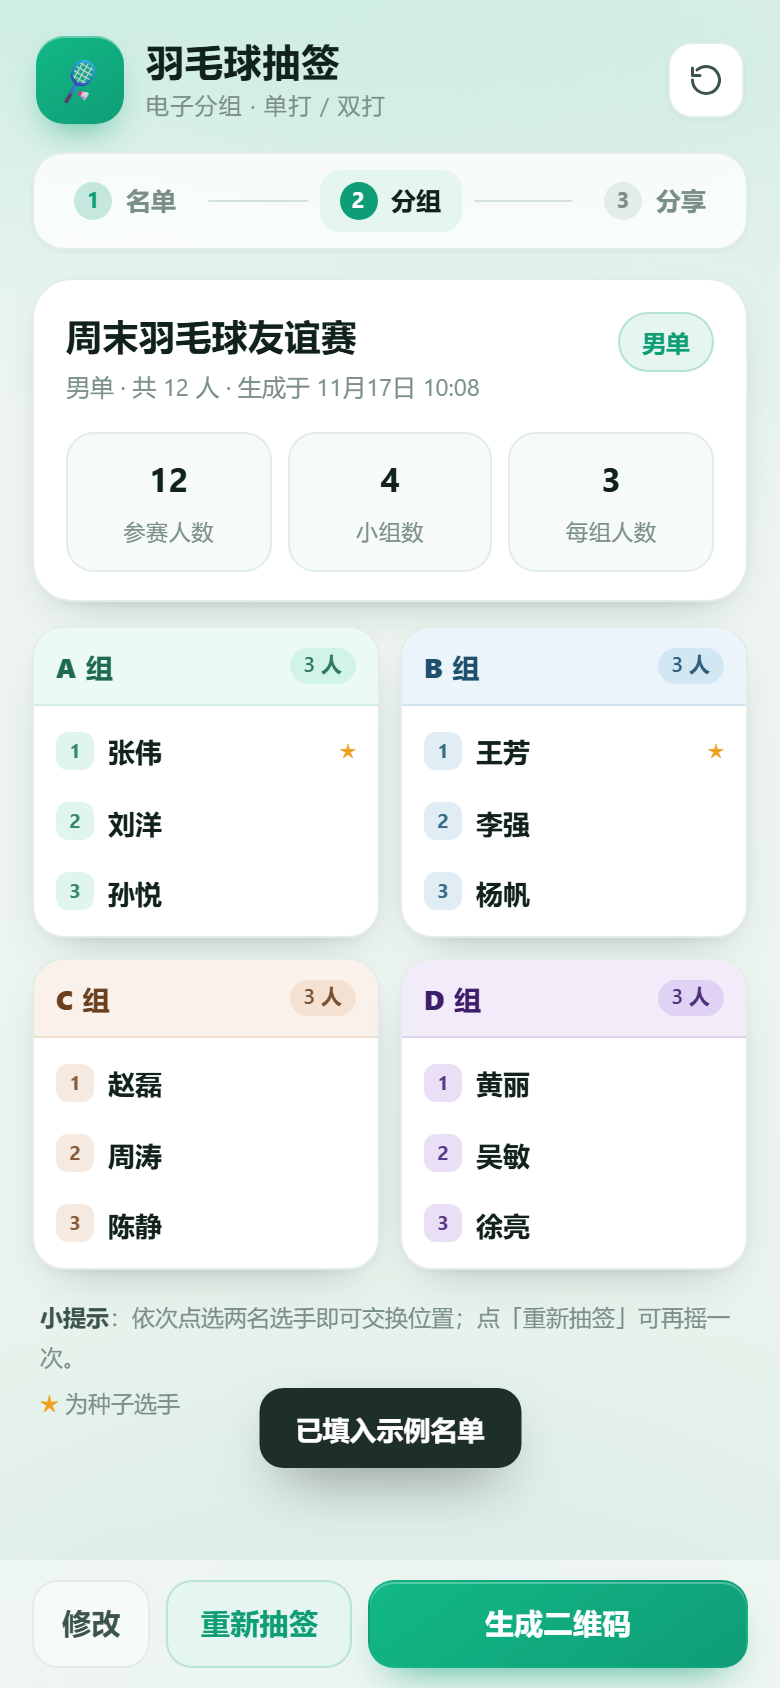 羽毛球抽签
电子分组 · 单打 / 双打
1 名单
2 分组
3 分享
周末羽毛球友谊赛
男单
男单 · 共 12 人 · 生成于 11月17日 10:08
12
参赛人数
4
小组数
3
每组人数
A 组
3 人
1 张伟 ★
2 刘洋
3 孙悦
B 组
3 人
1 王芳 ★
2 李强
3 杨帆
C 组
3 人
1 赵磊
2 周涛
3 陈静
D 组
3 人
1 黄丽
2 吴敏
3 徐亮
小提示：依次点选两名选手即可交换位置；点「重新抽签」可再摇一
次。
★ 为种子选手
已填入示例名单
修改
重新抽签
生成二维码